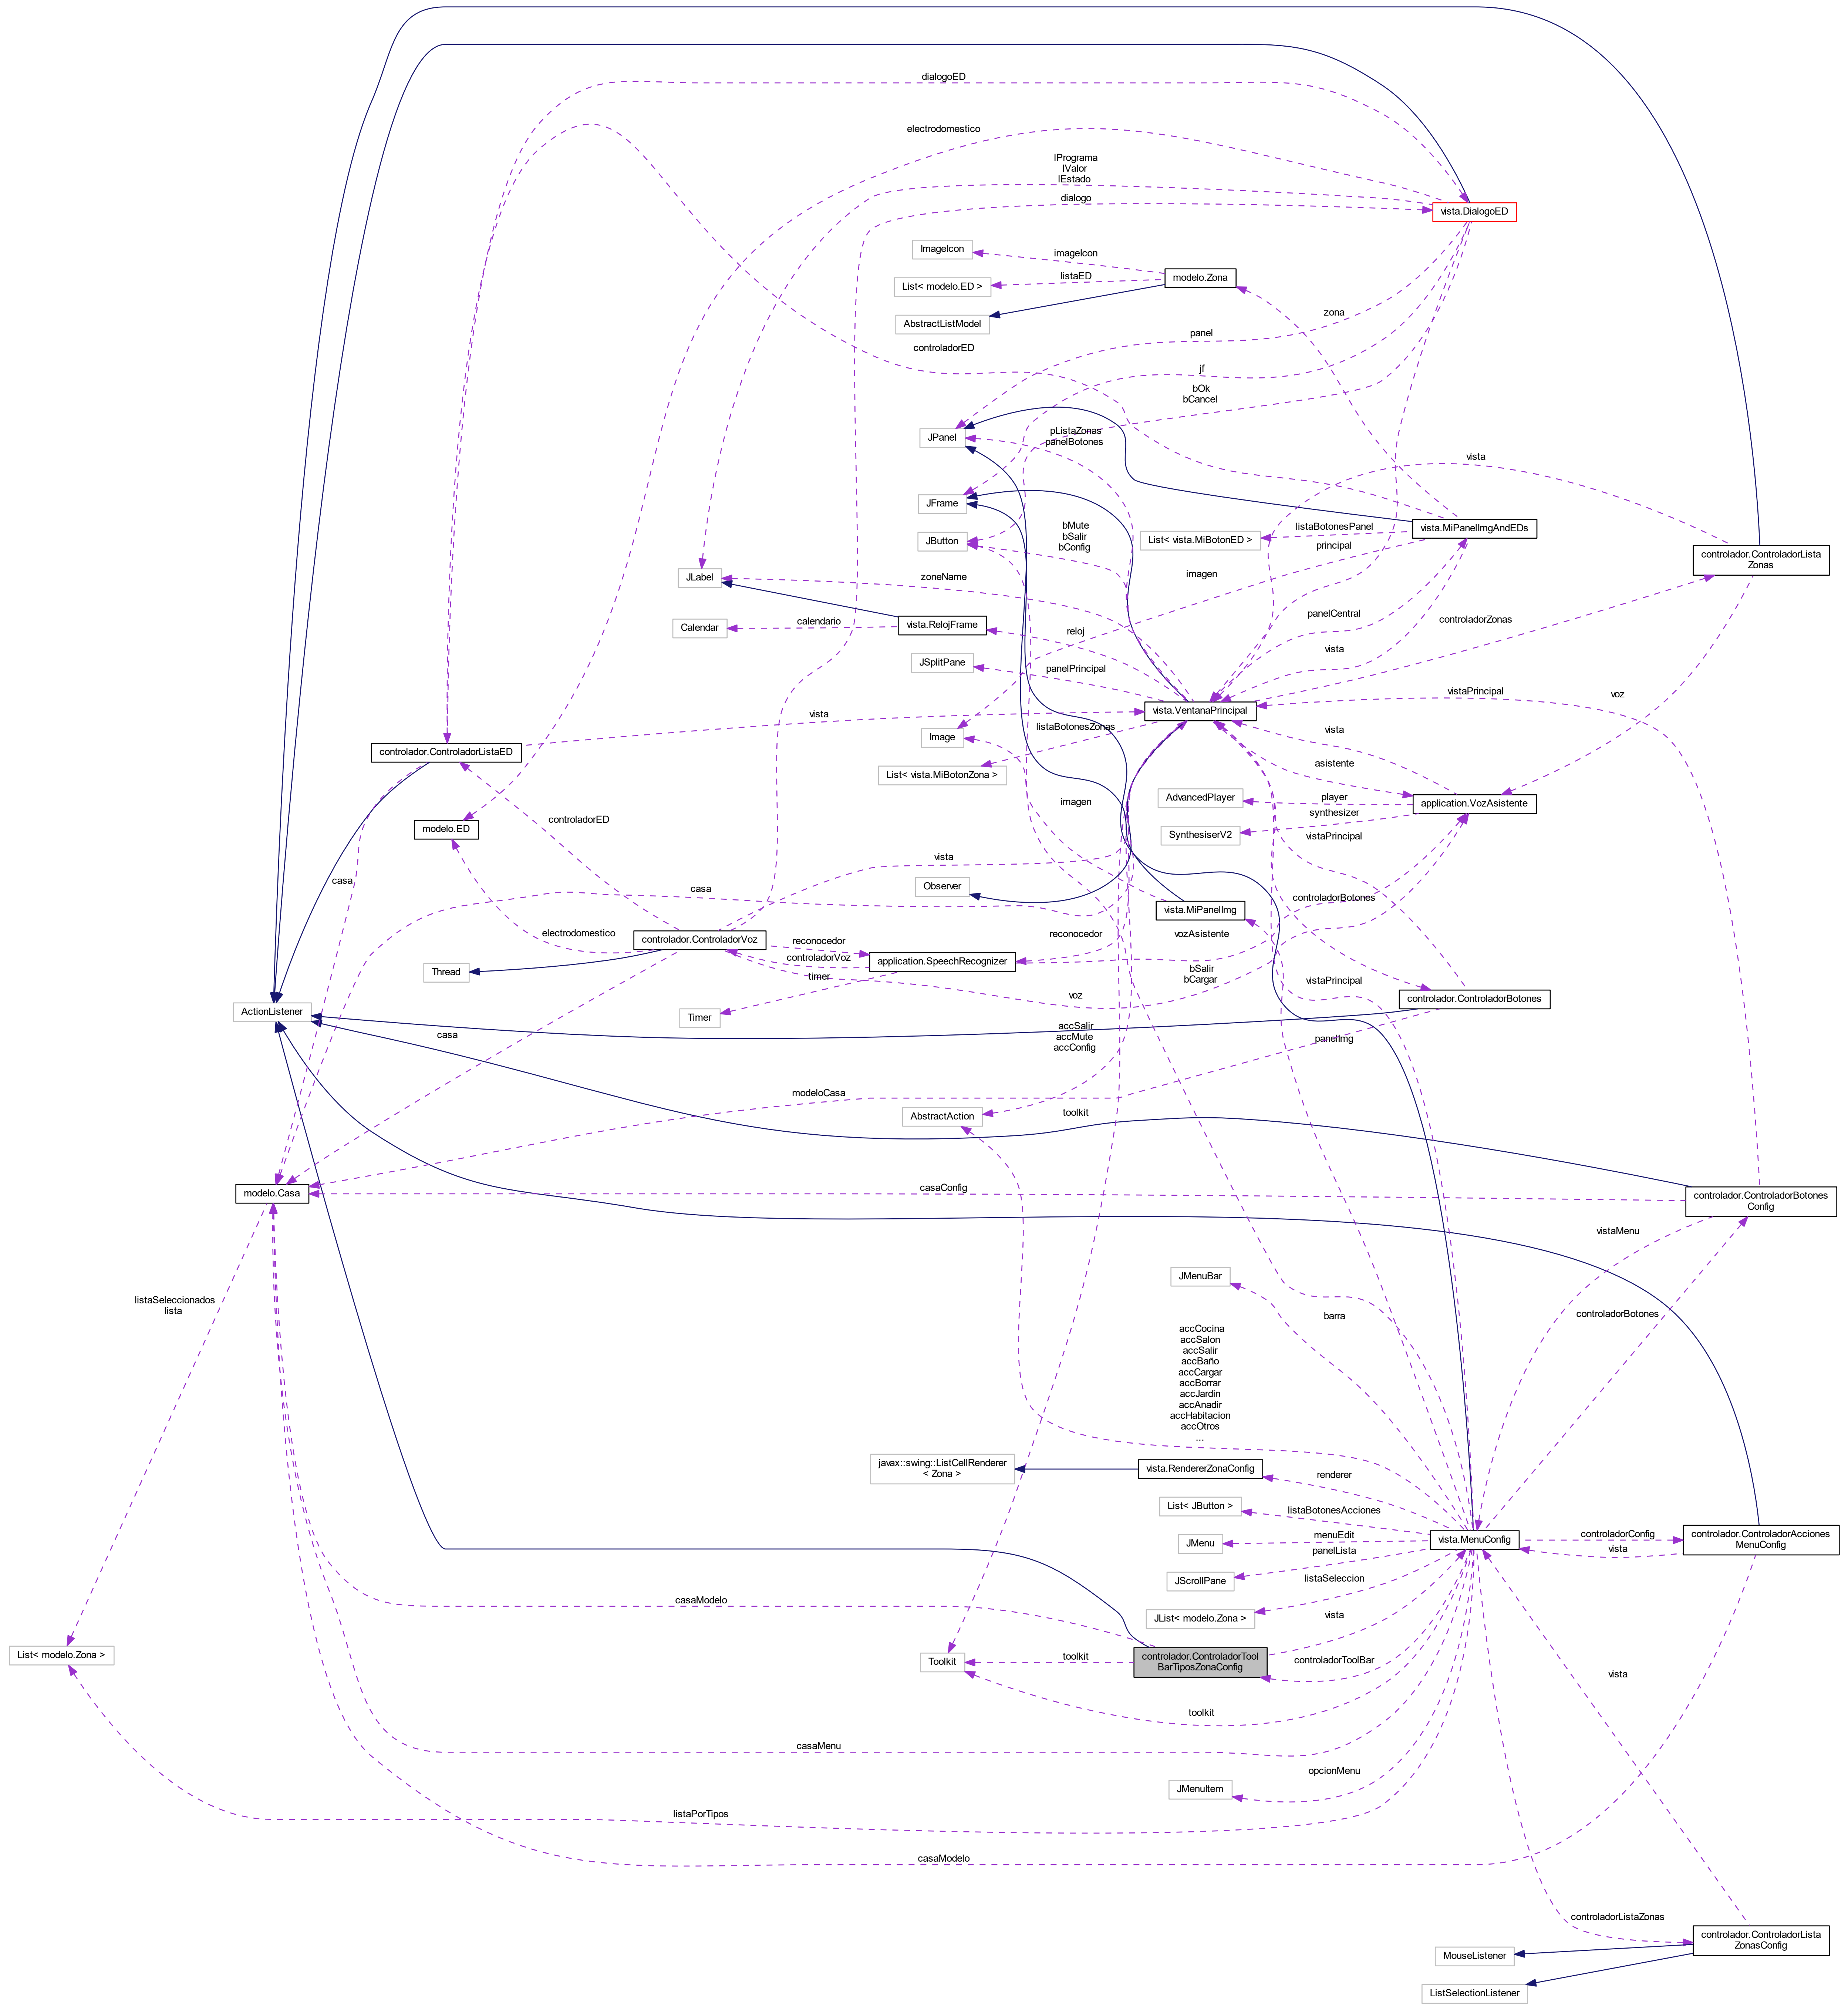 dialogoED
electrodomestico
lPrograma
lValor
lEstado
dialogo
vista.DialogoED
ImageIcon
imageIcon
modelo.Zona
List< modelo.ED >
listaED
AbstractListModel
zona
panel
controladorED
jf
bOk
bCancel
JPanel
pListaZonas
panelBotones
vista
JFrame
bMute
bSalir
bConfig
JButton
List< vista.MiBotonED >
listaBotonesPanel
vista.MiPanelImgAndEDs
principal
controlador.ControladorLista
Zonas
JLabel
zoneName
imagen
Calendar
calendario
vista.RelojFrame
reloj
panelCentral
controladorZonas
vista
JSplitPane
panelPrincipal
vistaPrincipal
voz
vista
vista.VentanaPrincipal
controlador.ControladorListaED
Image
listaBotonesZonas
vista
List< vista.MiBotonZona >
asistente
AdvancedPlayer
player
application.VozAsistente
synthesizer
SynthesiserV2
vistaPrincipal
modelo.ED
controladorED
imagen
vista
casa
casa
Observer
controladorBotones
vista.MiPanelImg
electrodomestico
controlador.ControladorVoz
reconocedor
controladorVoz
application.SpeechRecognizer
reconocedor
vozAsistente
Thread
timer
bSalir
bCargar
vistaPrincipal
voz
controlador.ControladorBotones
ActionListener
Timer
casa
accSalir
accMute
accConfig
panelImg
modeloCasa
AbstractAction
toolkit
modelo.Casa
casaConfig
controlador.ControladorBotones
Config
vistaMenu
JMenuBar
listaSeleccionados
lista
barra
controladorBotones
accCocina
accSalon
accSalir
accBaño
accCargar
accBorrar
accJardin
accAnadir
accHabitacion
accOtros
...
javax::swing::ListCellRenderer
< Zona >
vista.RendererZonaConfig
renderer
List< JButton >
listaBotonesAcciones
JMenu
menuEdit
vista.MenuConfig
controladorConfig
vista
controlador.ControladorAcciones
MenuConfig
panelLista
JScrollPane
listaSeleccion
JList< modelo.Zona >
vista
casaModelo
List< modelo.Zona >
Toolkit
toolkit
controlador.ControladorTool
BarTiposZonaConfig
controladorToolBar
vista
toolkit
casaMenu
opcionMenu
JMenuItem
listaPorTipos
casaModelo
controladorListaZonas
controlador.ControladorLista
ZonasConfig
MouseListener
ListSelectionListener